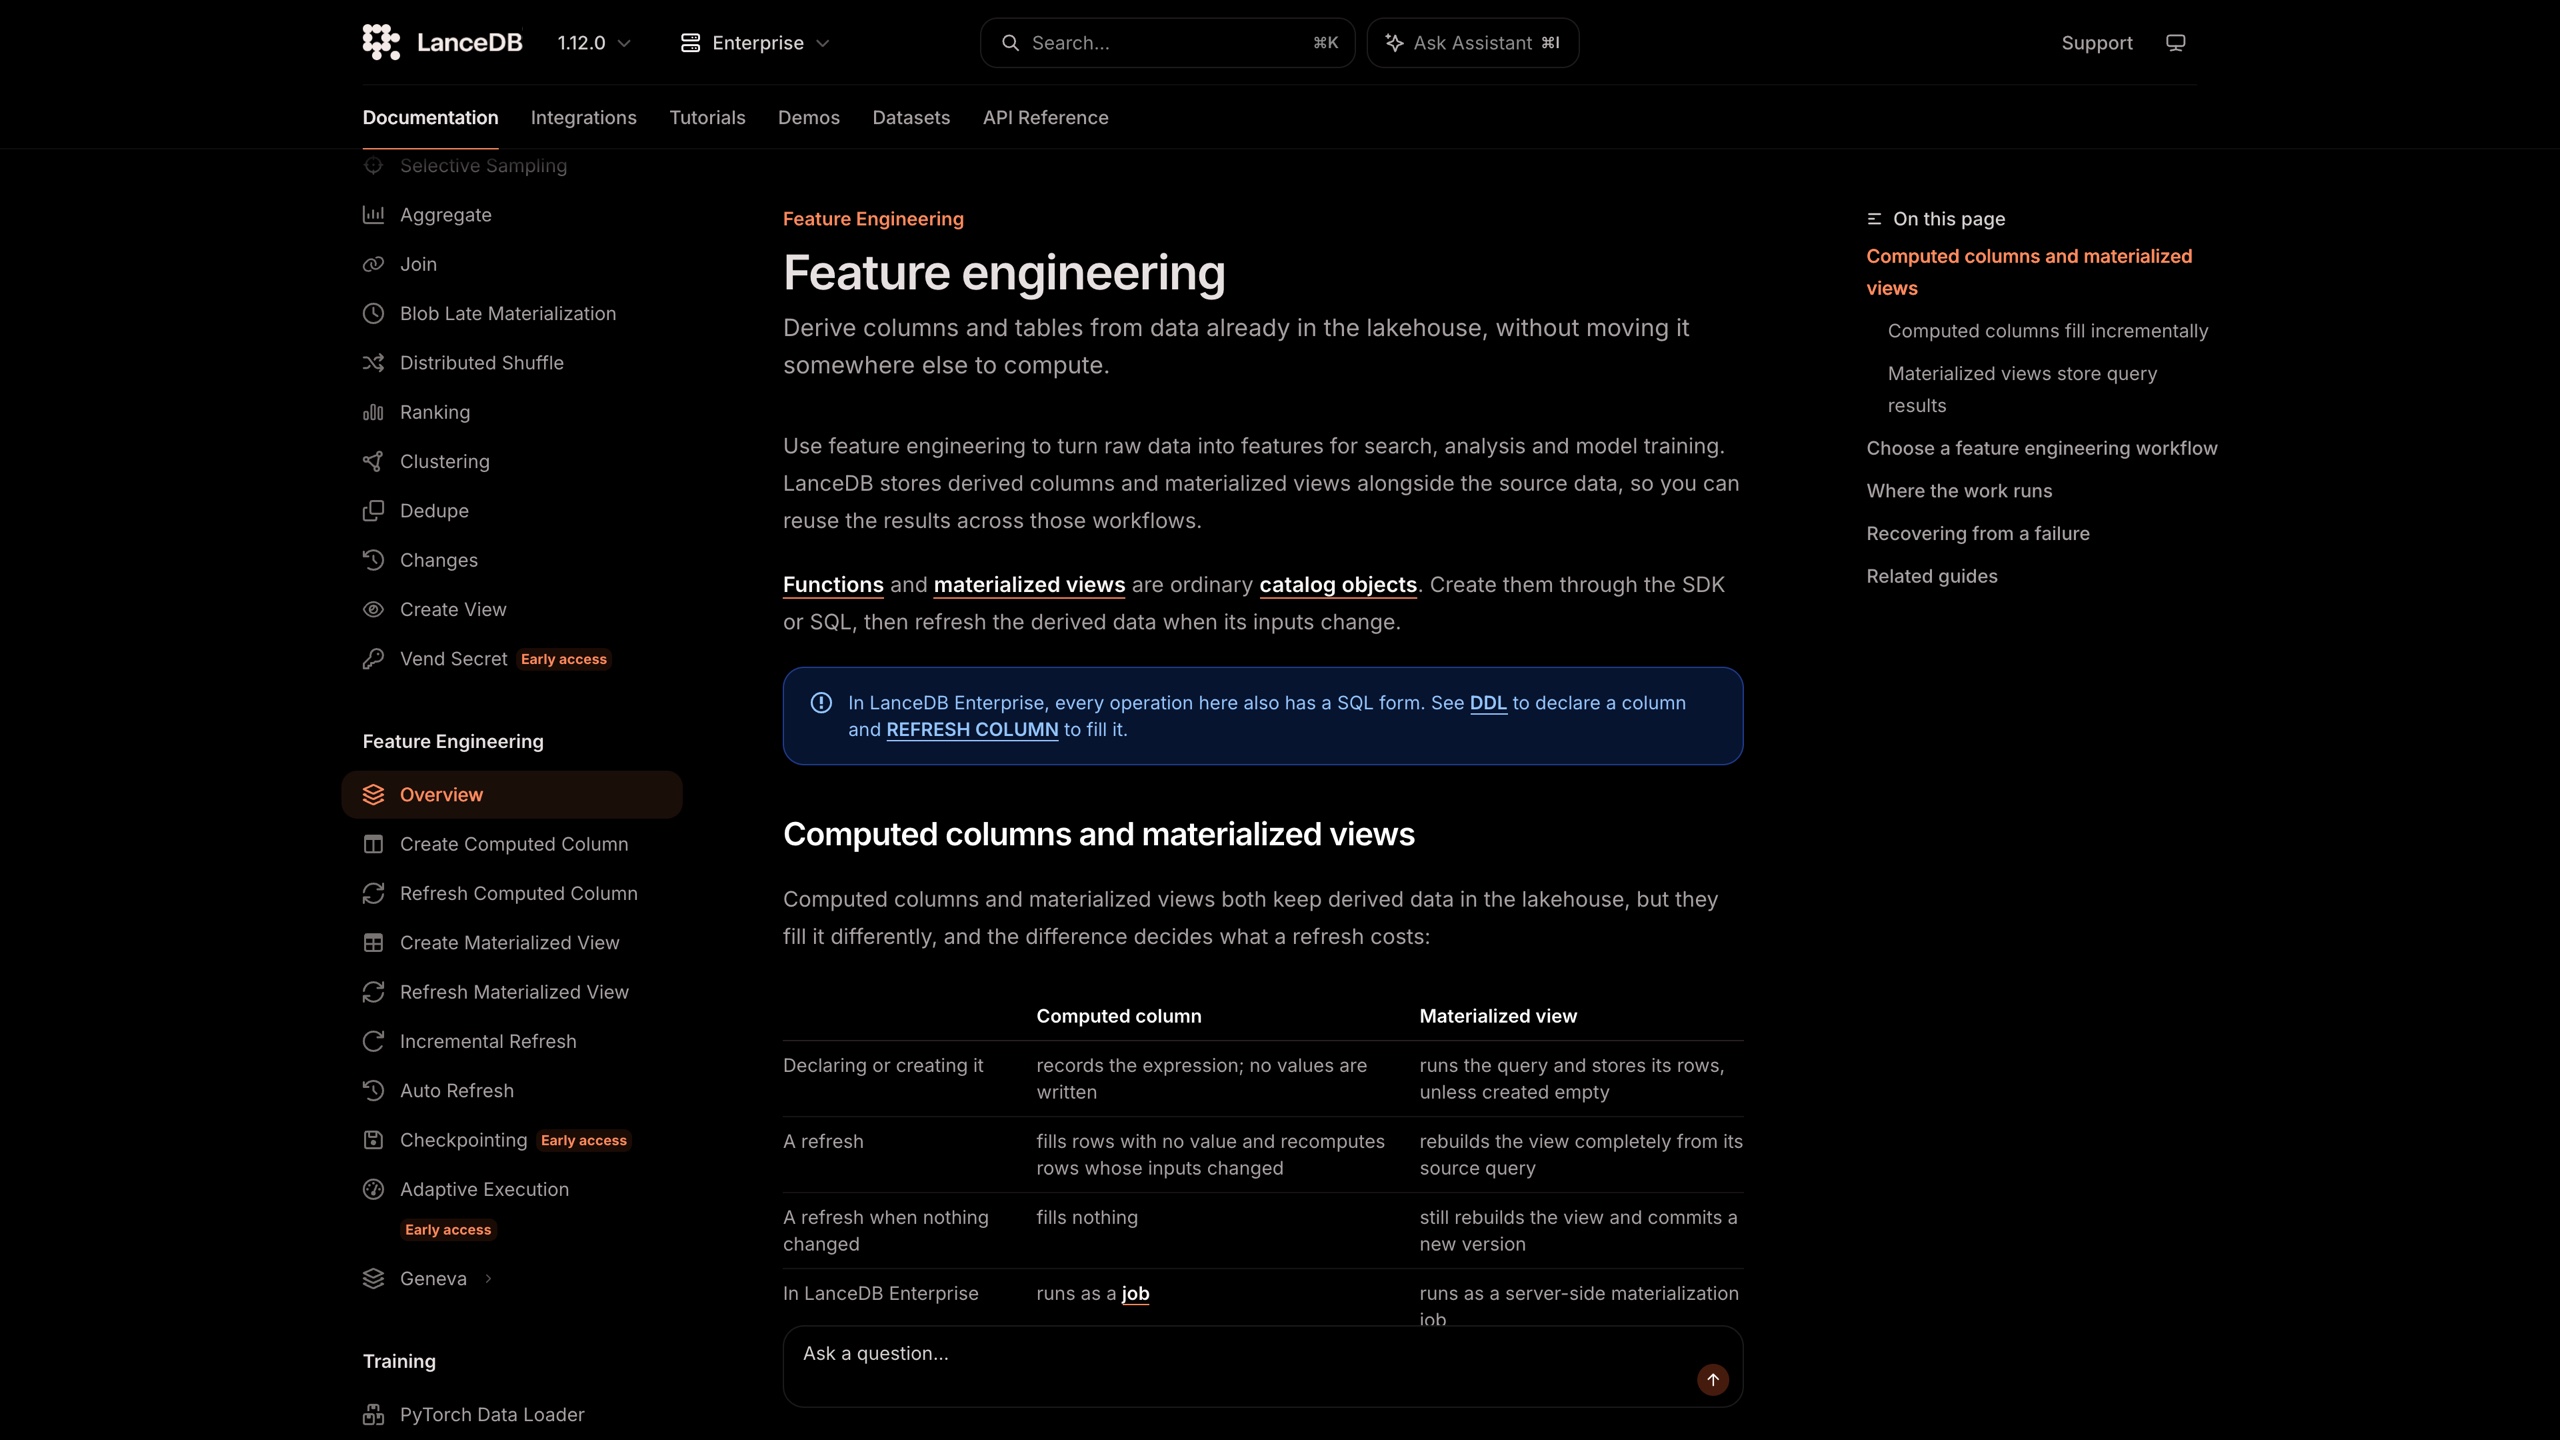 LanceDB
1.12.0
Enterprise
Search...
⌘K
Ask Assistant ⌘I
Support
Documentation
Integrations
Tutorials
Demos
Datasets
API Reference
Selective Sampling
Aggregate
Join
Blob Late Materialization
Distributed Shuffle
Ranking
Clustering
Dedupe
Changes
Create View
Vend Secret Early access
Feature Engineering
Overview
Create Computed Column
Refresh Computed Column
Create Materialized View
Refresh Materialized View
Incremental Refresh
Auto Refresh
Checkpointing Early access
Adaptive Execution
Early access
Geneva
Training
PyTorch Data Loader
Feature Engineering
Feature engineering
Derive columns and tables from data already in the lakehouse, without moving it
somewhere else to compute.
Use feature engineering to turn raw data into features for search, analysis and model training.
LanceDB stores derived columns and materialized views alongside the source data, so you can
reuse the results across those workflows.
Functions and materialized views are ordinary catalog objects. Create them through the SDK
or SQL, then refresh the derived data when its inputs change.
In LanceDB Enterprise, every operation here also has a SQL form. See DDL to declare a column
and REFRESH COLUMN to fill it.
Computed columns and materialized views
Computed columns and materialized views both keep derived data in the lakehouse, but they
fill it differently, and the difference decides what a refresh costs:
Computed column
Materialized view
Declaring or creating it
records the expression; no values are
written
runs the query and stores its rows,
unless created empty
A refresh
fills rows with no value and recomputes
rows whose inputs changed
rebuilds the view completely from its
source query
A refresh when nothing
changed
fills nothing
still rebuilds the view and commits a
new version
In LanceDB Enterprise
runs as a job
runs as a server-side materialization
job
Ask a question...
On this page
Computed columns and materialized
views
Computed columns fill incrementally
Materialized views store query
results
Choose a feature engineering workflow
Where the work runs
Recovering from a failure
Related guides